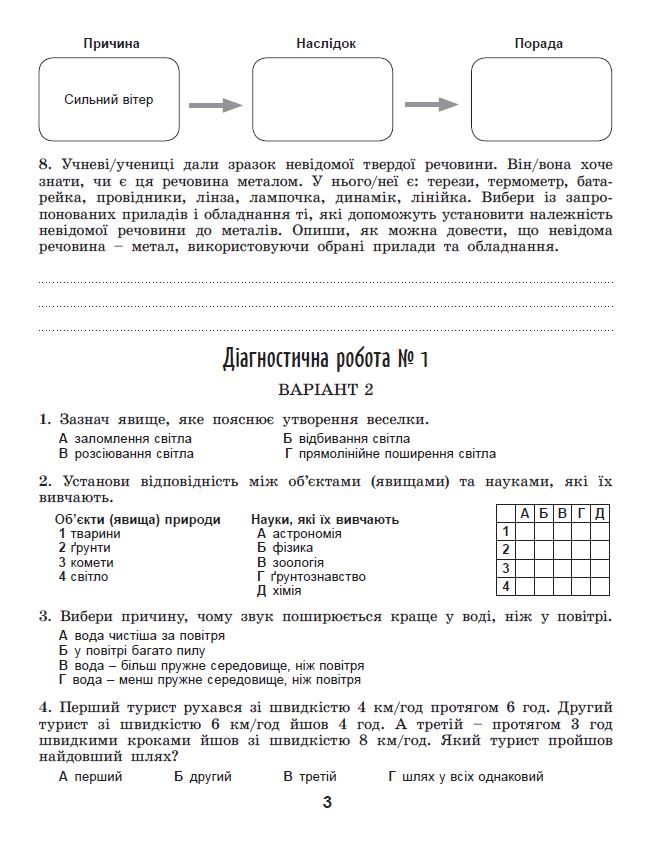 Причина Наслідок Порада
Сильний вітер
8. Учневі/учениці дали зразок невідомої твердої речовини. Він/вона хоче
знати, чи є ця речовина металом. У нього/неї є: терези, термометр, бата-
рейка, провідники, лінза, лампочка, динамік, лінійка. Вибери із запро-
понованих приладів і обладнання ті, які допоможуть установити належність
невідомої речовини до металів. Опиши, як можна довести, що невідома
речовина – метал, використовуючи обрані прилади та обладнання.
Діагностична робота № 1
ВАРІАНТ 2
1. Зазнач явище, яке пояснює утворення веселки.
А заломлення світла Б відбивання світла
В розсіювання світла Г прямолінійне поширення світла
2. Установи відповідність між об’єктами (явищами) та науками, які їх
вивчають.
Об’єкти (явища) природи Науки, які їх вивчають
1 тварини А астрономія
2 ґрунти Б фізика
3 комети В зоологія
4 світло Г ґрунтознавство
Д хімія
А Б В Г Д
1
2
3
4
3. Вибери причину, чому звук поширюється краще у воді, ніж у повітрі.
А вода чистіша за повітря
Б у повітрі багато пилу
В вода – більш пружне середовище, ніж повітря
Г вода – менш пружне середовище, ніж повітря
4. Перший турист рухався зі швидкістю 4 км/год протягом 6 год. Другий
турист зі швидкістю 6 км/год йшов 4 год. А третій – протягом 3 год
швидкими кроками йшов зі швидкістю 8 км/год. Який турист пройшов
найдовший шлях?
А перший Б другий В третій Г шлях у всіх однаковий
3